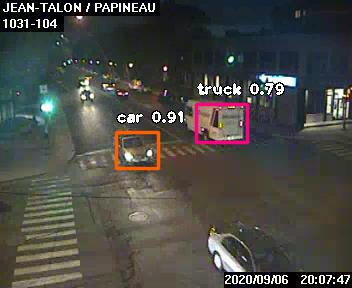 JEAN-TALON / PAPINEAU
1031-104
truck 0.79
car 0.91
2020/09/06 20:07:47